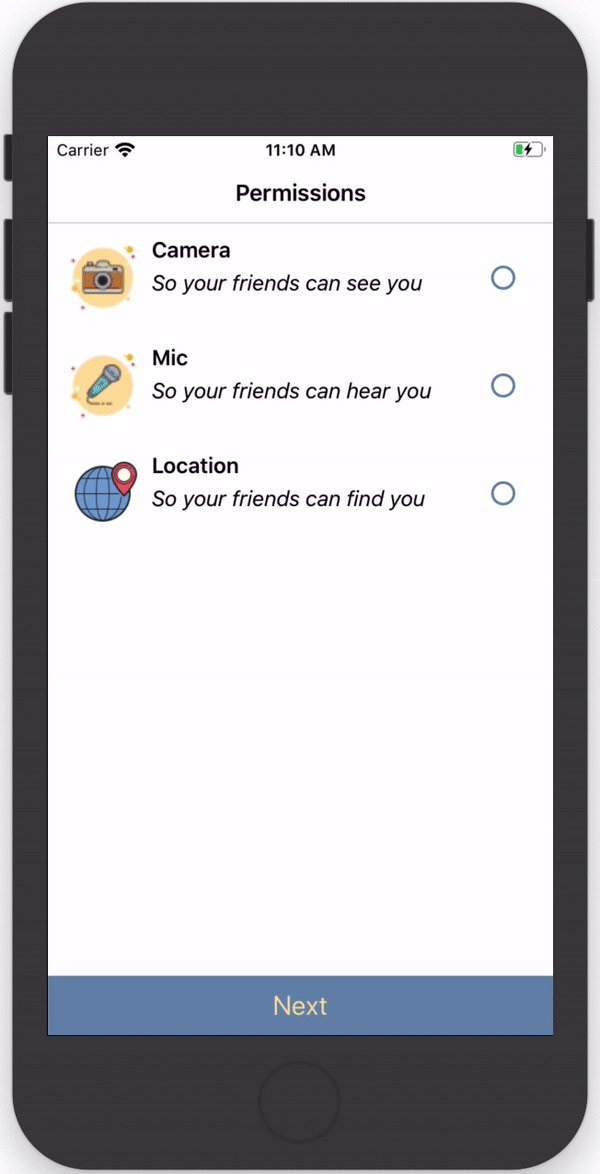 Carrier 11:10 AM
Permissions
Camera
So your friends can see you
Mic
So your friends can hear you
Location
So your friends can find you
Next